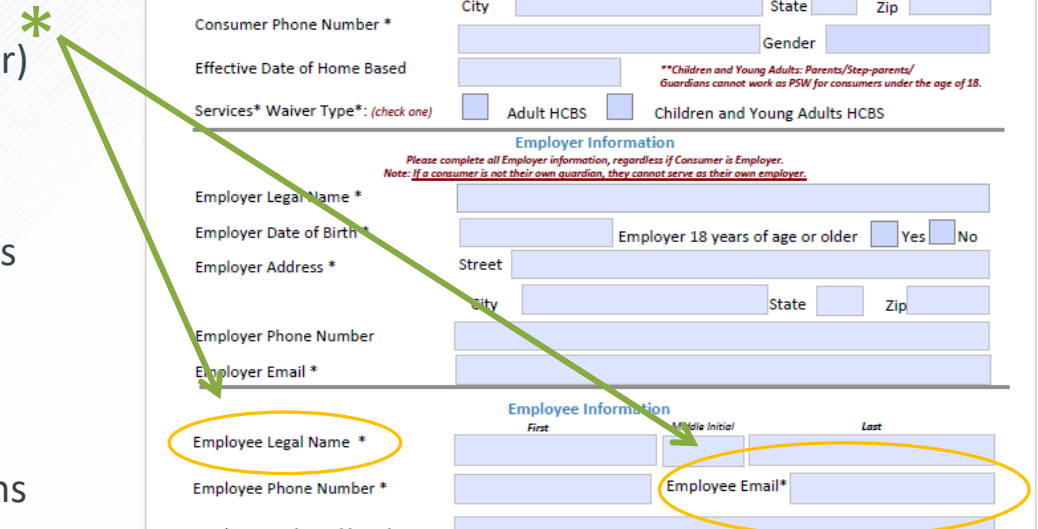 *
r)
s
ns
City State Zip
Consumer Phone Number *
Gender
Effective Date of Home Based
**Children and Young Adults: Parents/Step-parents/
Guardians cannot work as PSW for consumers under the age of 18.
Services* Waiver Type*: (check one) Adult HCBS Children and Young Adults HCBS
Employer Information
Please complete all Employer information, regardless if Consumer is Employer.
Note: If a consumer is not their own guardian, they cannot serve as their own employer.
Employer Legal Name *
Employer Date of Birth * Employer 18 years of age or older Yes No
Employer Address * Street
City State Zip
Employer Phone Number
Employer Email *
Employee Information
First Middle Initial Last
Employee Legal Name *
Employee Phone Number * Employee Email*